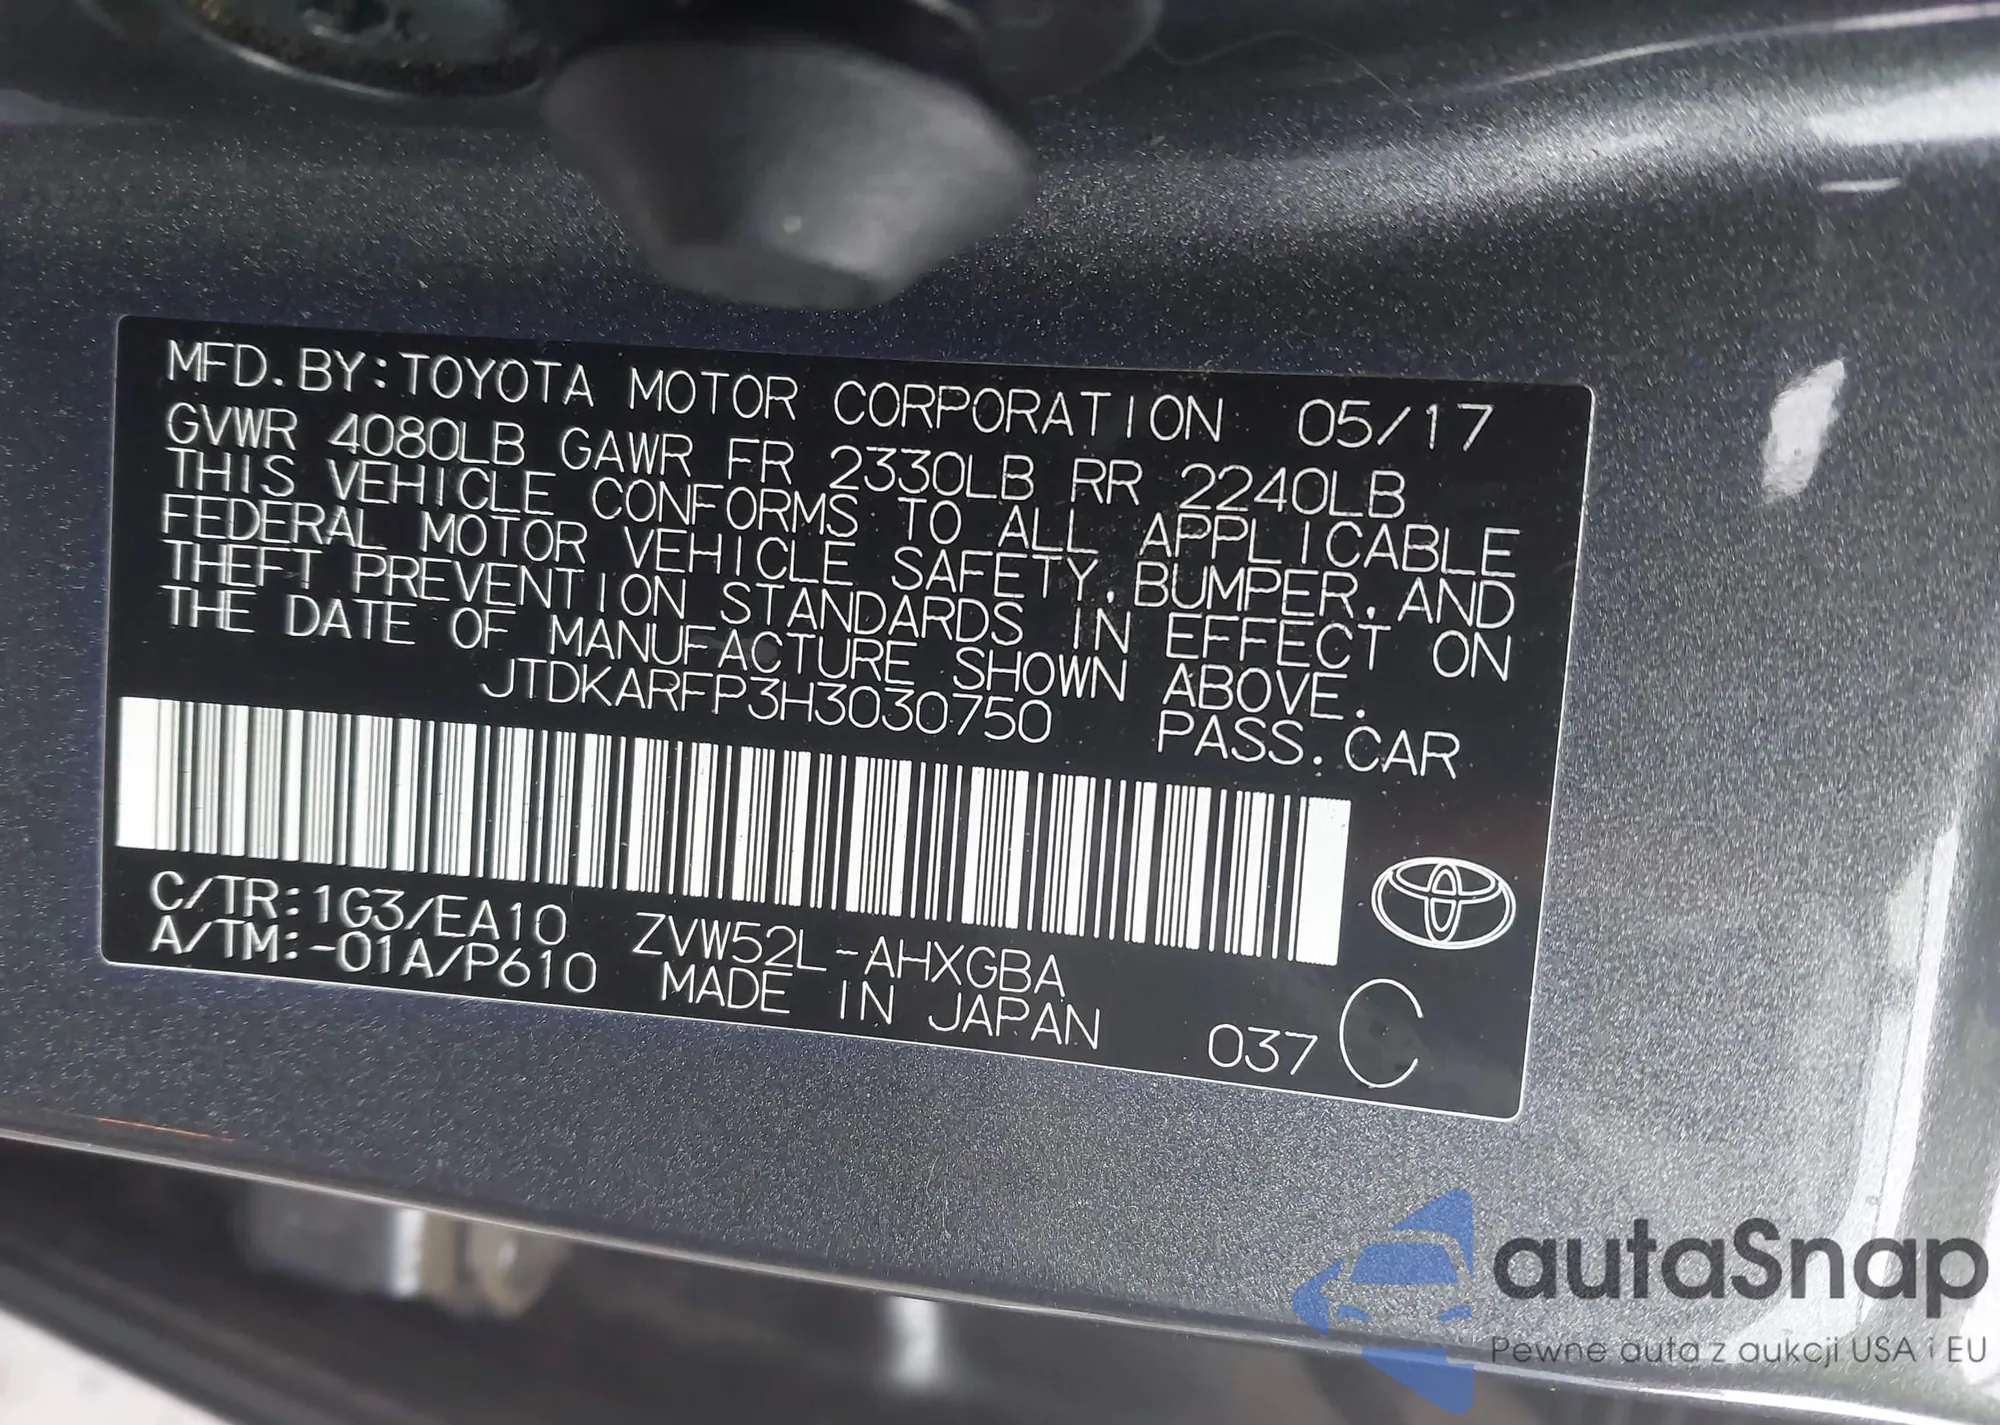 MFD.BY:TOYOTA MOTOR CORPORATION 05/17
GVWR 4080LB GAWR FR 2330LB RR 2240LB
THIS VEHICLE CONFORMS TO ALL APPLICABLE
FEDERAL MOTOR VEHICLE SAFETY,BUMPER,AND
THEFT PREVENTION STANDARDS IN EFFECT ON
THE DATE OF MANUFACTURE SHOWN ABOVE.
JTDKARFP3H3030750 PASS.CAR
C/TR:1G3/EA10 ZVW52L-AHXGBA
A/TM:-01A/P610 MADE IN JAPAN 037 C
autaSnap
Pewne auta z aukcji USA i EU